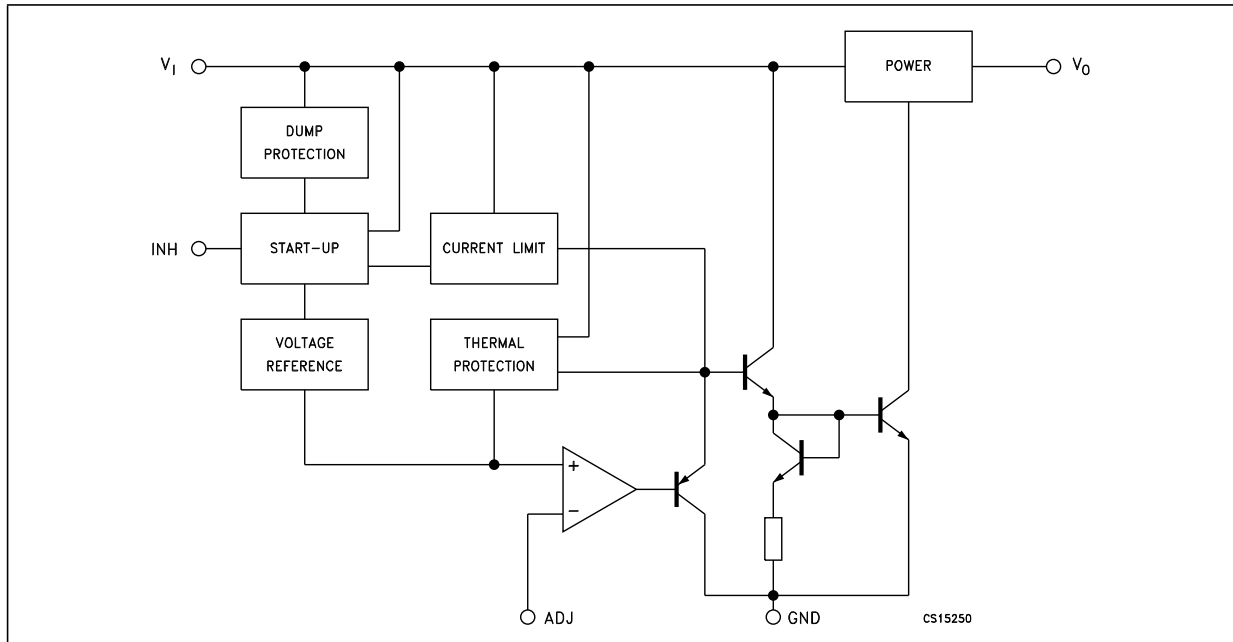 V_I
POWER
V_O
DUMP
PROTECTION
INH
START-UP
CURRENT LIMIT
VOLTAGE
REFERENCE
THERMAL
PROTECTION
+
−
ADJ
GND
CS15250